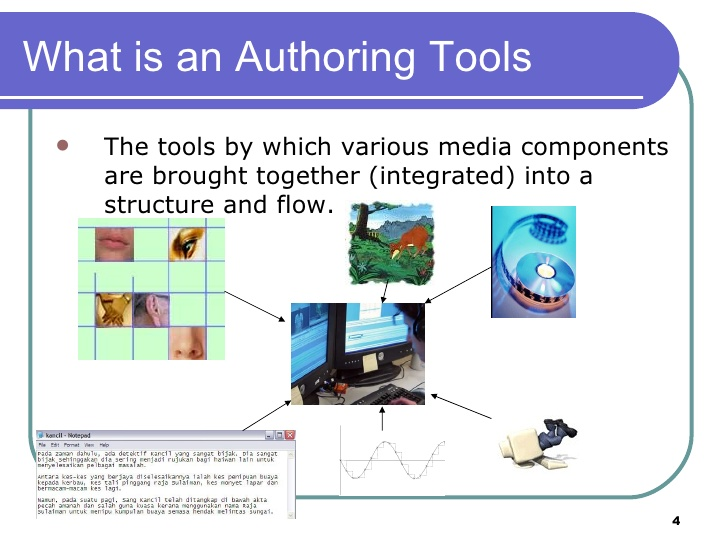 What is an Authoring Tools
The tools by which various media components
are brought together (integrated) into a
structure and flow.
kancil - Notepad
File Edit Format View Help
Pada zaman dahulu, ada detektif Kancil yang sangat bijak. Dia sangat
bijak sehinggakan dia sering menjadi rujukan bagi haiwan lain untuk
menyelesaikan pelbagai masalah.
Antara kes-kes yang berjaya diselesaikannya ialah kes penipuan buaya
kepada kerbau, kes tali pinggang raja Sulaiman, kes monyet lapar dan
bermacam-macam kes lagi.
Namun, pada suatu pagi, Sang Kancil telah ditangkap di bawah akta
pecah amanah dan salah guna kuasa kerana menggunakan nama Raja
Sulaiman untuk menipu kumpulan buaya semasa hendak melintas sungai.
4